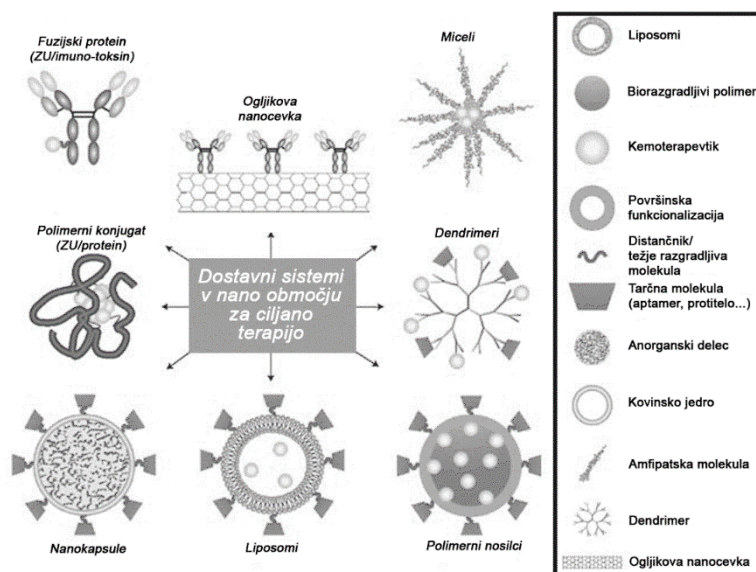 Fuzijski protein
(ZU/imuno-toksin)
Ogljikova
nanocevka
Miceli
Polimerni konjugat
(ZU/protein)
Dostavni sistemi
v nano območju
za ciljano
terapijo
Dendrimeri
Nanokapsule
Liposomi
Polimerni nosilci
Liposomi
Biorazgradljivi polimer
Kemoterapevtik
Površinska
funkcionalizacija
Distančnik/
težje razgradljiva
molekula
Tarčna molekula
(aptamer, protitelo...)
Anorganski delec
Kovinsko jedro
Amfipatska molekula
Dendrimer
Ogljikova nanocevka